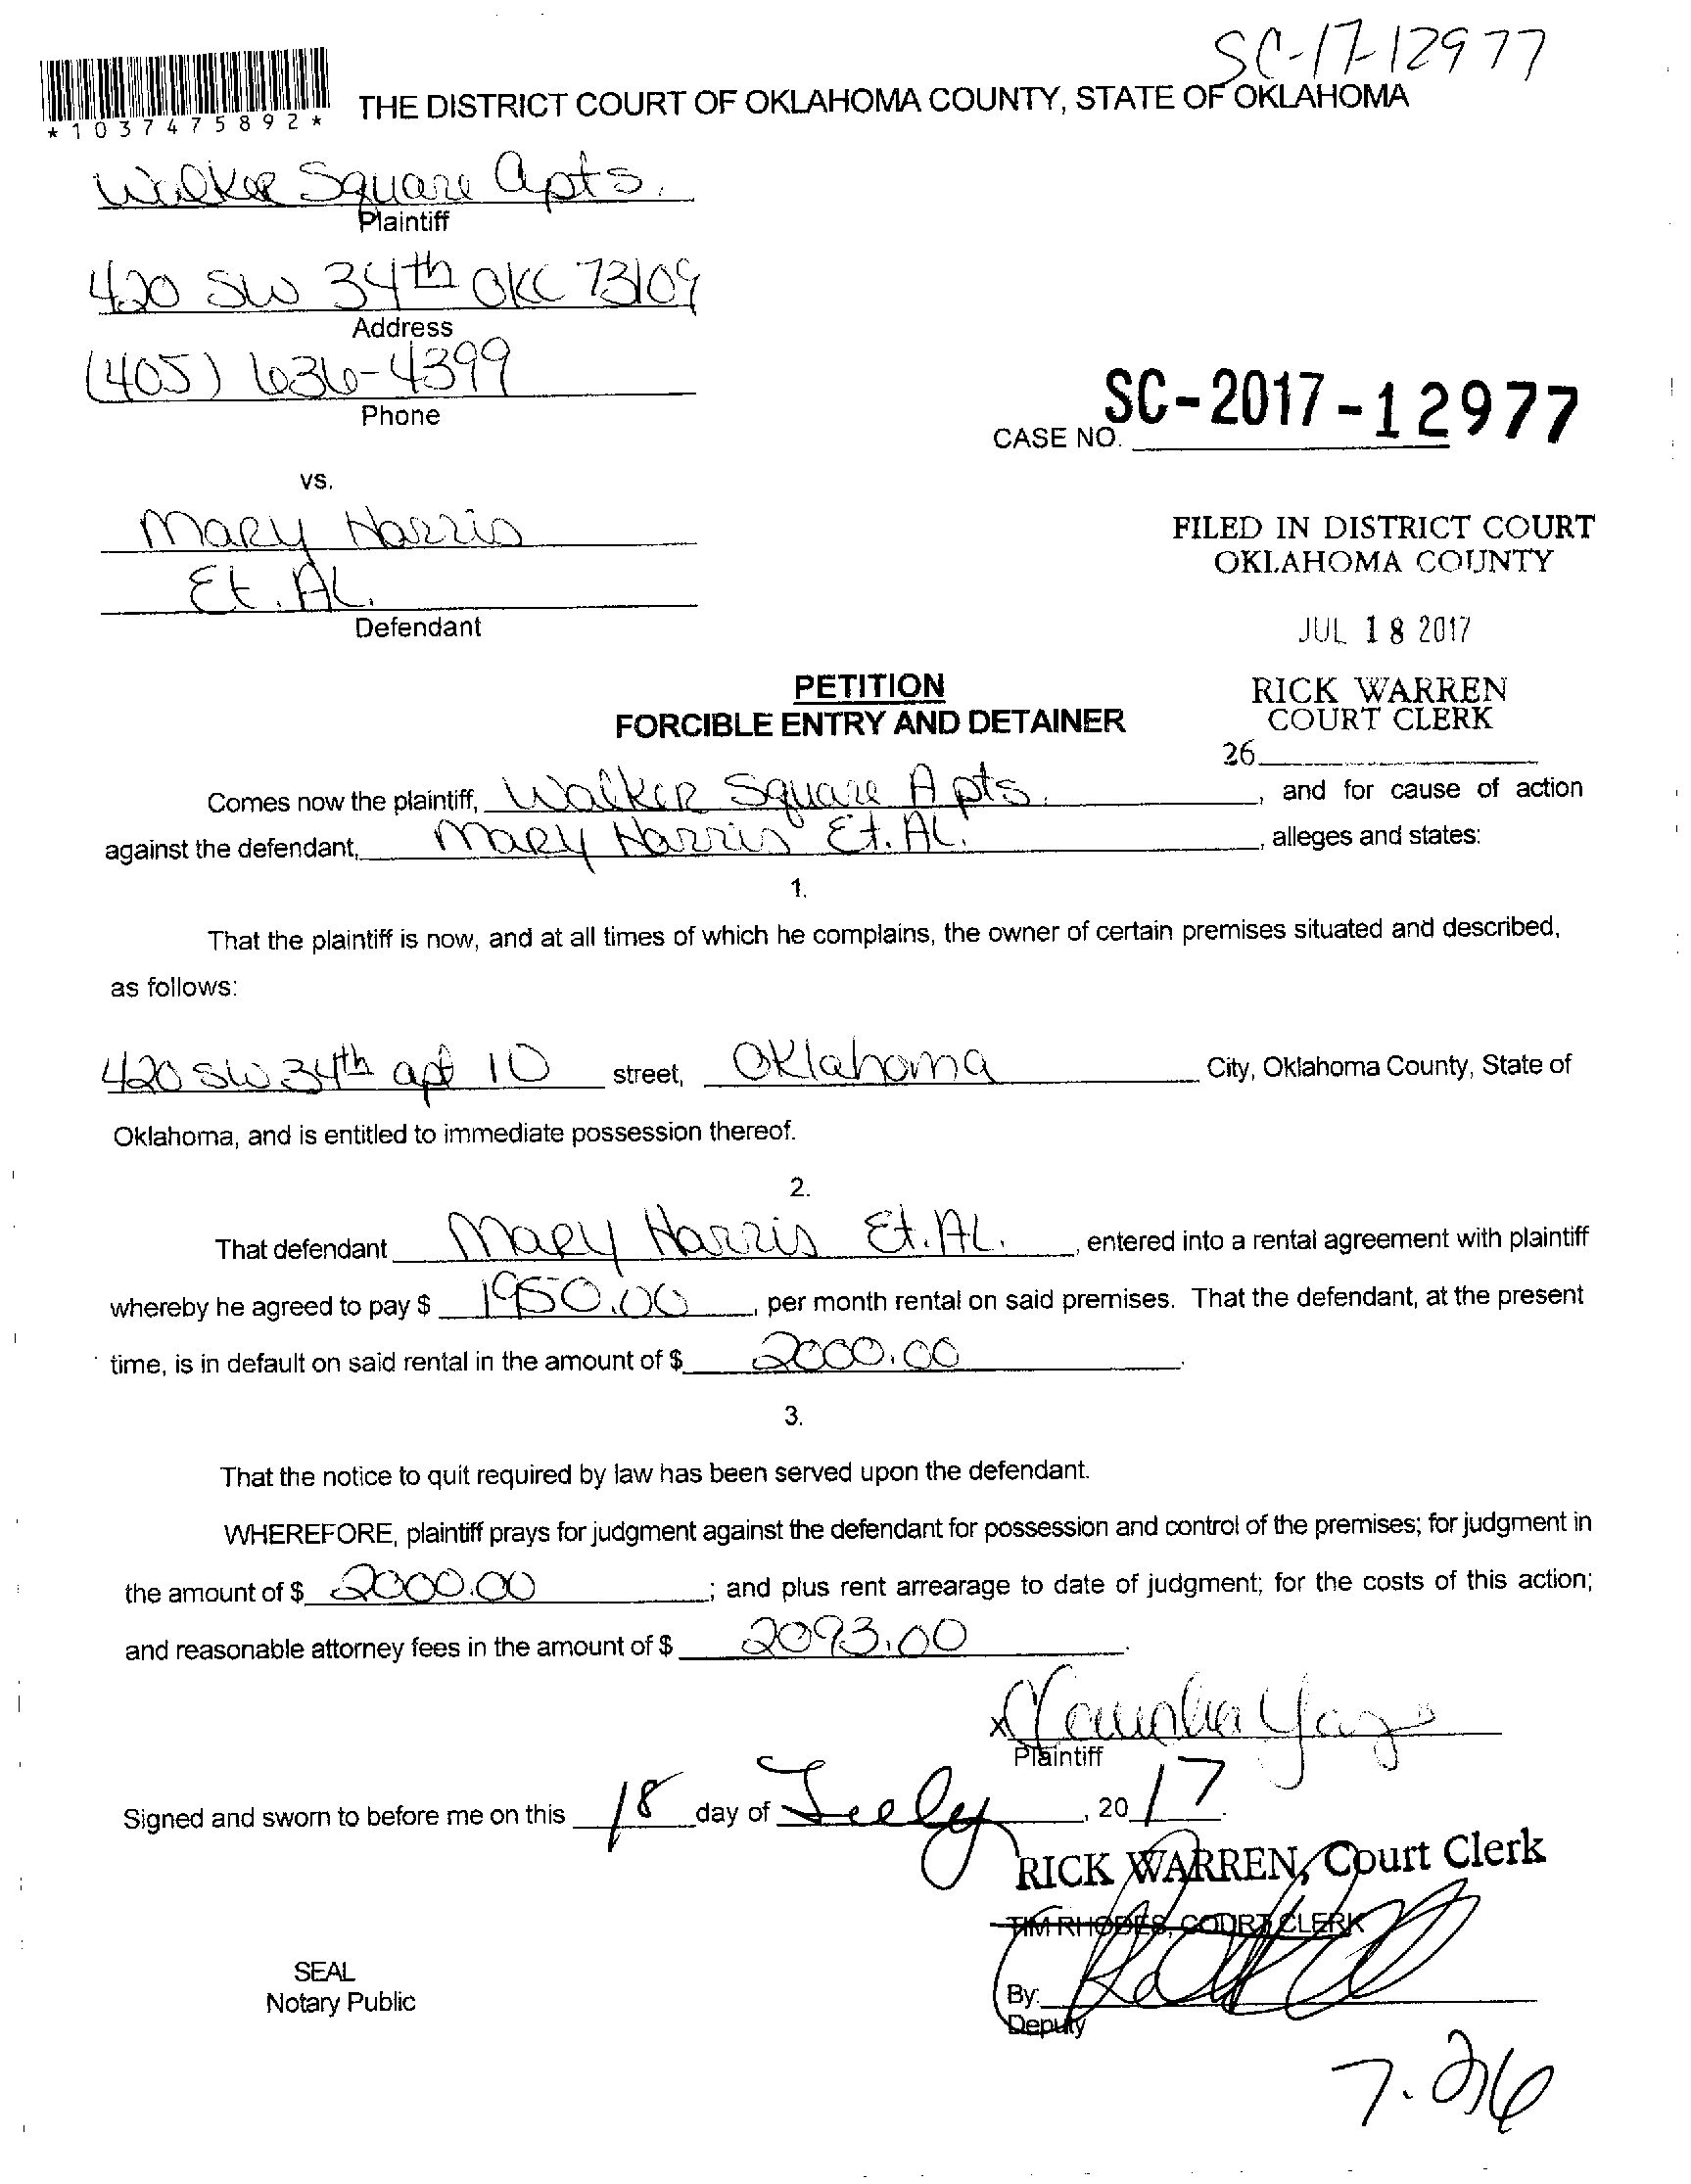 SC-17-12977
*1037475892*
THE DISTRICT COURT OF OKLAHOMA COUNTY, STATE OF OKLAHOMA
Walker Square Apts.
Plaintiff
420 SW 34th OKC 73109
Address
(405) 636-4399
Phone
SC-2017-12977
CASE NO.
vs.
Mary Harris
Et. AL.
Defendant
FILED IN DISTRICT COURT
OKLAHOMA COUNTY
JUL 18 2017
RICK WARREN
COURT CLERK
26
PETITION
FORCIBLE ENTRY AND DETAINER
Comes now the plaintiff, Walker Square Apts. , and for cause of action
against the defendant, Mary Harris Et. AL. , alleges and states:
1.
That the plaintiff is now, and at all times of which he complains, the owner of certain premises situated and described,
as follows:
420 SW 34th apt 10 street, Oklahoma City, Oklahoma County, State of
Oklahoma, and is entitled to immediate possession thereof.
2.
That defendant Mary Harris Et. AL. , entered into a rental agreement with plaintiff
whereby he agreed to pay $ 1950.00 , per month rental on said premises. That the defendant, at the present
time, is in default on said rental in the amount of $ 2000.00 .
3.
That the notice to quit required by law has been served upon the defendant.
WHEREFORE, plaintiff prays for judgment against the defendant for possession and control of the premises; for judgment in
the amount of $ 2000.00 ; and plus rent arrearage to date of judgment; for the costs of this action;
and reasonable attorney fees in the amount of $ 2093.00 .
x
Plaintiff
Signed and sworn to before me on this 18 day of July , 20 17.
RICK WARREN, Court Clerk
TIM RHODES, COURT CLERK
By:
Deputy
SEAL
Notary Public
7.26